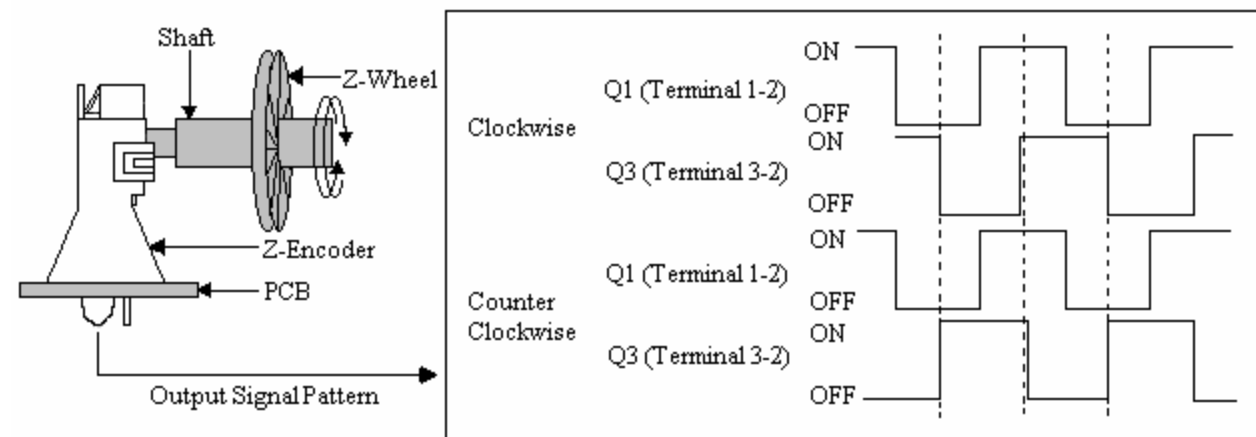 Shaft
Z-Wheel
Z-Encoder
PCB
Output Signal Pattern
Clockwise
Q1 (Terminal 1-2)
ON
OFF
Q3 (Terminal 3-2)
ON
OFF
Counter
Clockwise
Q1 (Terminal 1-2)
ON
OFF
Q3 (Terminal 3-2)
ON
OFF